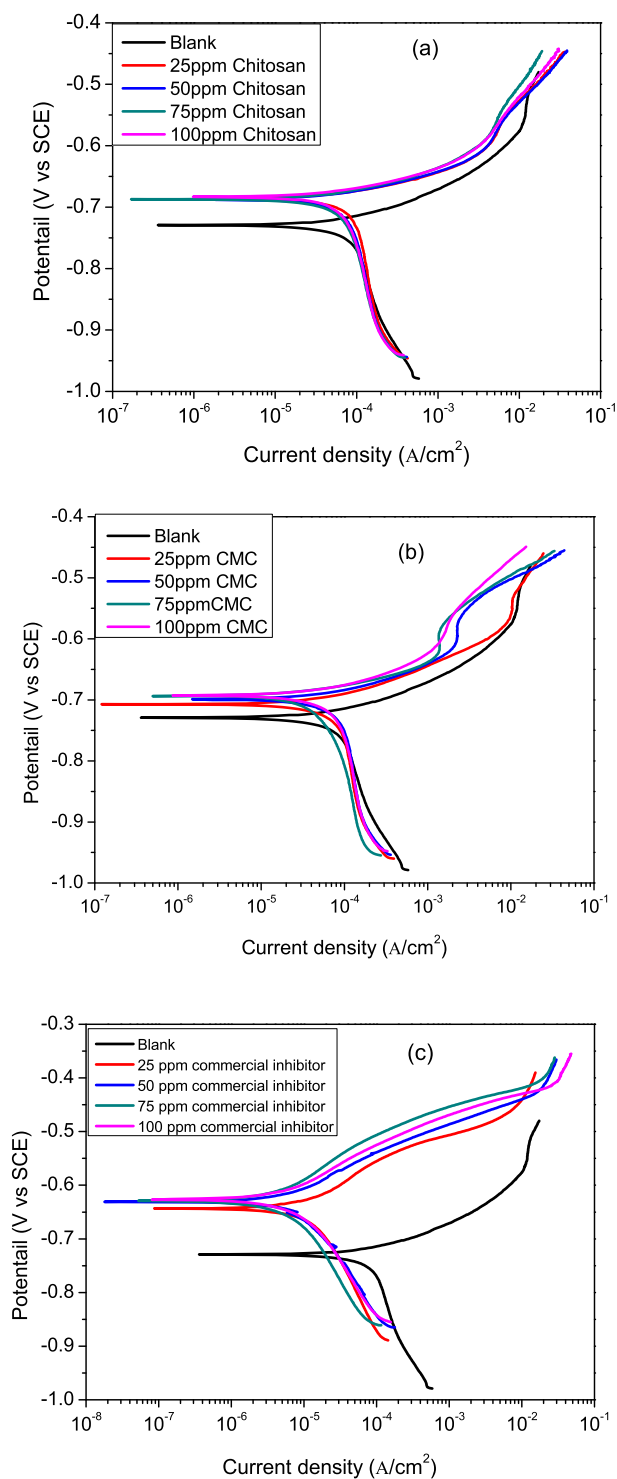 -0.4
Blank
(a)
25ppm Chitosan
-0.5
50ppm Chitosan
75ppm Chitosan
100ppm Chitosan
-0.6
-0.7
-0.8
-0.9
-1.0
Potentail (V vs SCE)
10-7 10-6 10-5 10-4 10-3 10-2 10-1
Current density (A/cm2)
-0.4
Blank
(b)
25ppm CMC
-0.5
50ppm CMC
75ppmCMC
100ppm CMC
-0.6
-0.7
-0.8
-0.9
-1.0
Potentail (V vs SCE)
10-7 10-6 10-5 10-4 10-3 10-2 10-1
Current density (A/cm2)
-0.3
Blank
(c)
25 ppm commercial inhibitor
-0.4
50 ppm commercial inhibitor
75 ppm commercial inhibitor
100 ppm commercial inhibitor
-0.5
-0.6
-0.7
-0.8
-0.9
-1.0
Potentail (V vs SCE)
10-8 10-7 10-6 10-5 10-4 10-3 10-2 10-1
Current density (A/cm2)